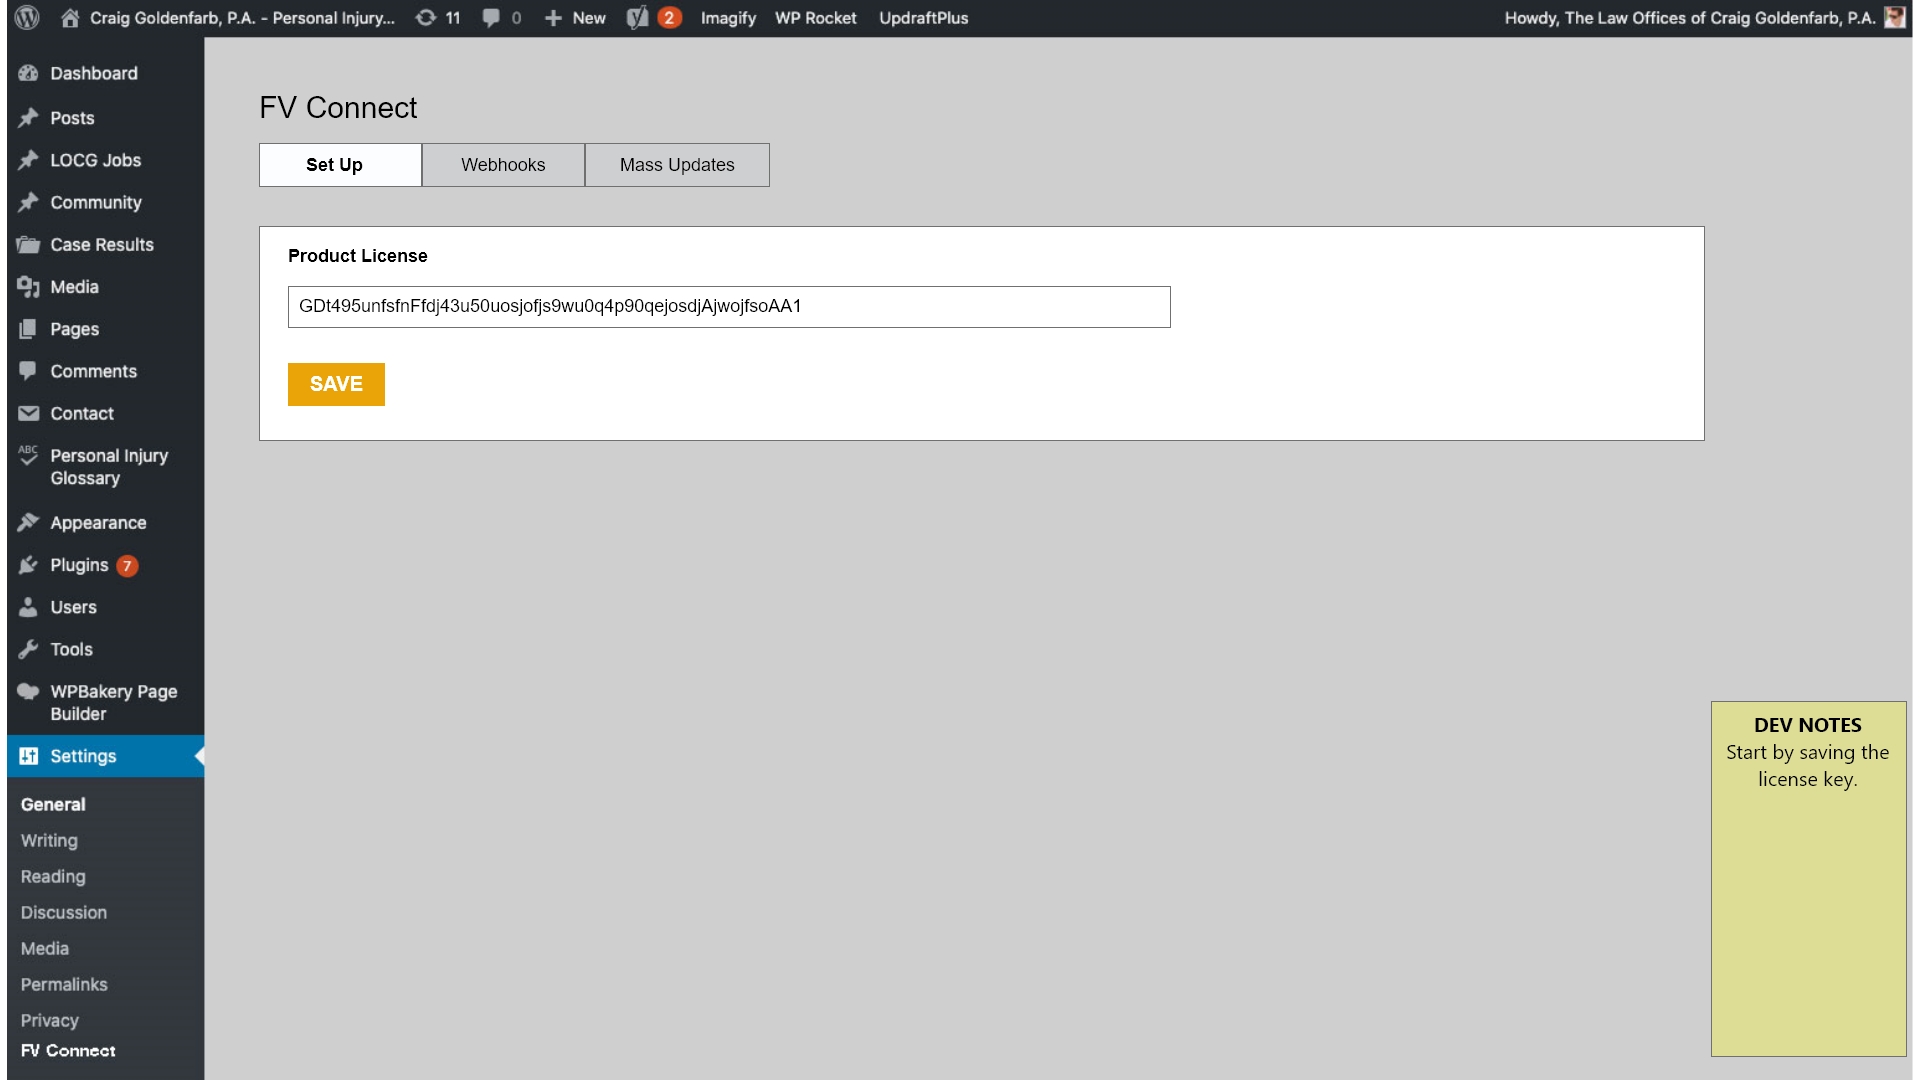 Craig Goldenfarb, P.A. - Personal Injury... 11 0 New 2 Imagify WP Rocket UpdraftPlus Howdy, The Law Offices of Craig Goldenfarb, P.A.
Dashboard
Posts
LOCG Jobs
Community
Case Results
Media
Pages
Comments
Contact
ABC
Personal Injury
Glossary
Appearance
Plugins 7
Users
Tools
WPBakery Page
Builder
Settings
General
Writing
Reading
Discussion
Media
Permalinks
Privacy
FV Connect
FV Connect
Set Up Webhooks Mass Updates
Product License
GDt495unfsfnFfdj43u50uosjofjs9wu0q4p90qejosdjAjwojfsoAA1
SAVE
DEV NOTES
Start by saving the
license key.